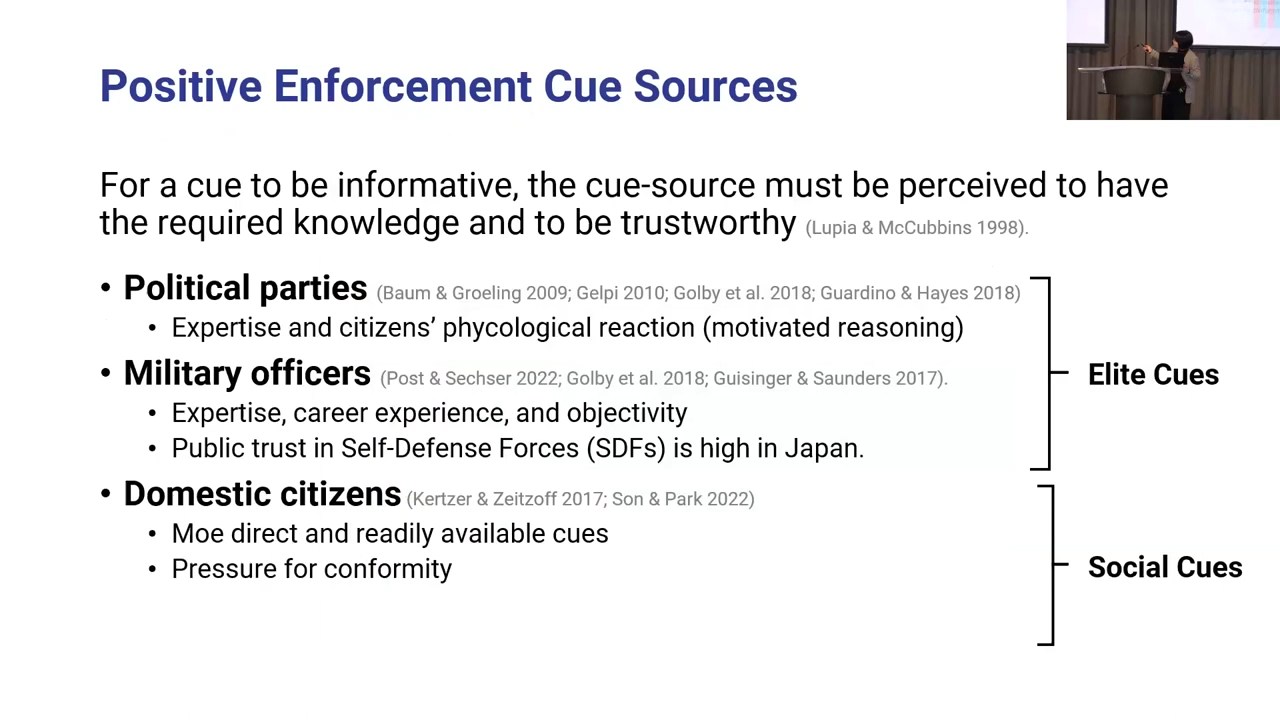 Positive Enforcement Cue Sources
For a cue to be informative, the cue-source must be perceived to have
the required knowledge and to be trustworthy (Lupia & McCubbins 1998).
• Political parties (Baum & Groeling 2009; Gelpi 2010; Golby et al. 2018; Guardino & Hayes 2018)
• Expertise and citizens’ phycological reaction (motivated reasoning)
• Military officers (Post & Sechser 2022; Golby et al. 2018; Guisinger & Saunders 2017).
Elite Cues
• Expertise, career experience, and objectivity
• Public trust in Self-Defense Forces (SDFs) is high in Japan.
• Domestic citizens (Kertzer & Zeitzoff 2017; Son & Park 2022)
• Moe direct and readily available cues
• Pressure for conformity
Social Cues